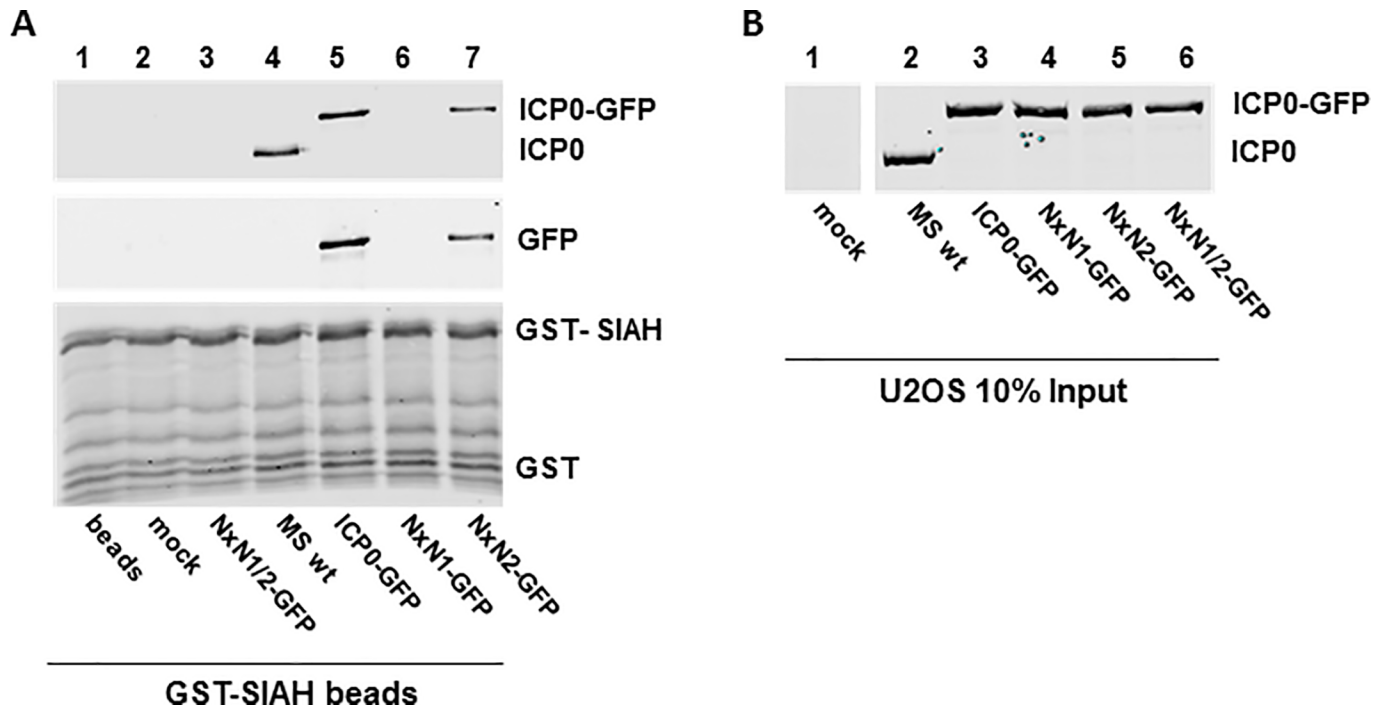 A
1 2 3 4 5 6 7
ICP0-GFP
ICP0
GFP
GST- SIAH
GST
beads
mock
NxN1/2-GFP
MS wt
ICP0-GFP
NxN1-GFP
NxN2-GFP
GST-SIAH beads
B
1 2 3 4 5 6
ICP0-GFP
ICP0
mock
MS wt
ICP0-GFP
NxN1-GFP
NxN2-GFP
NxN1/2-GFP
U2OS 10% Input